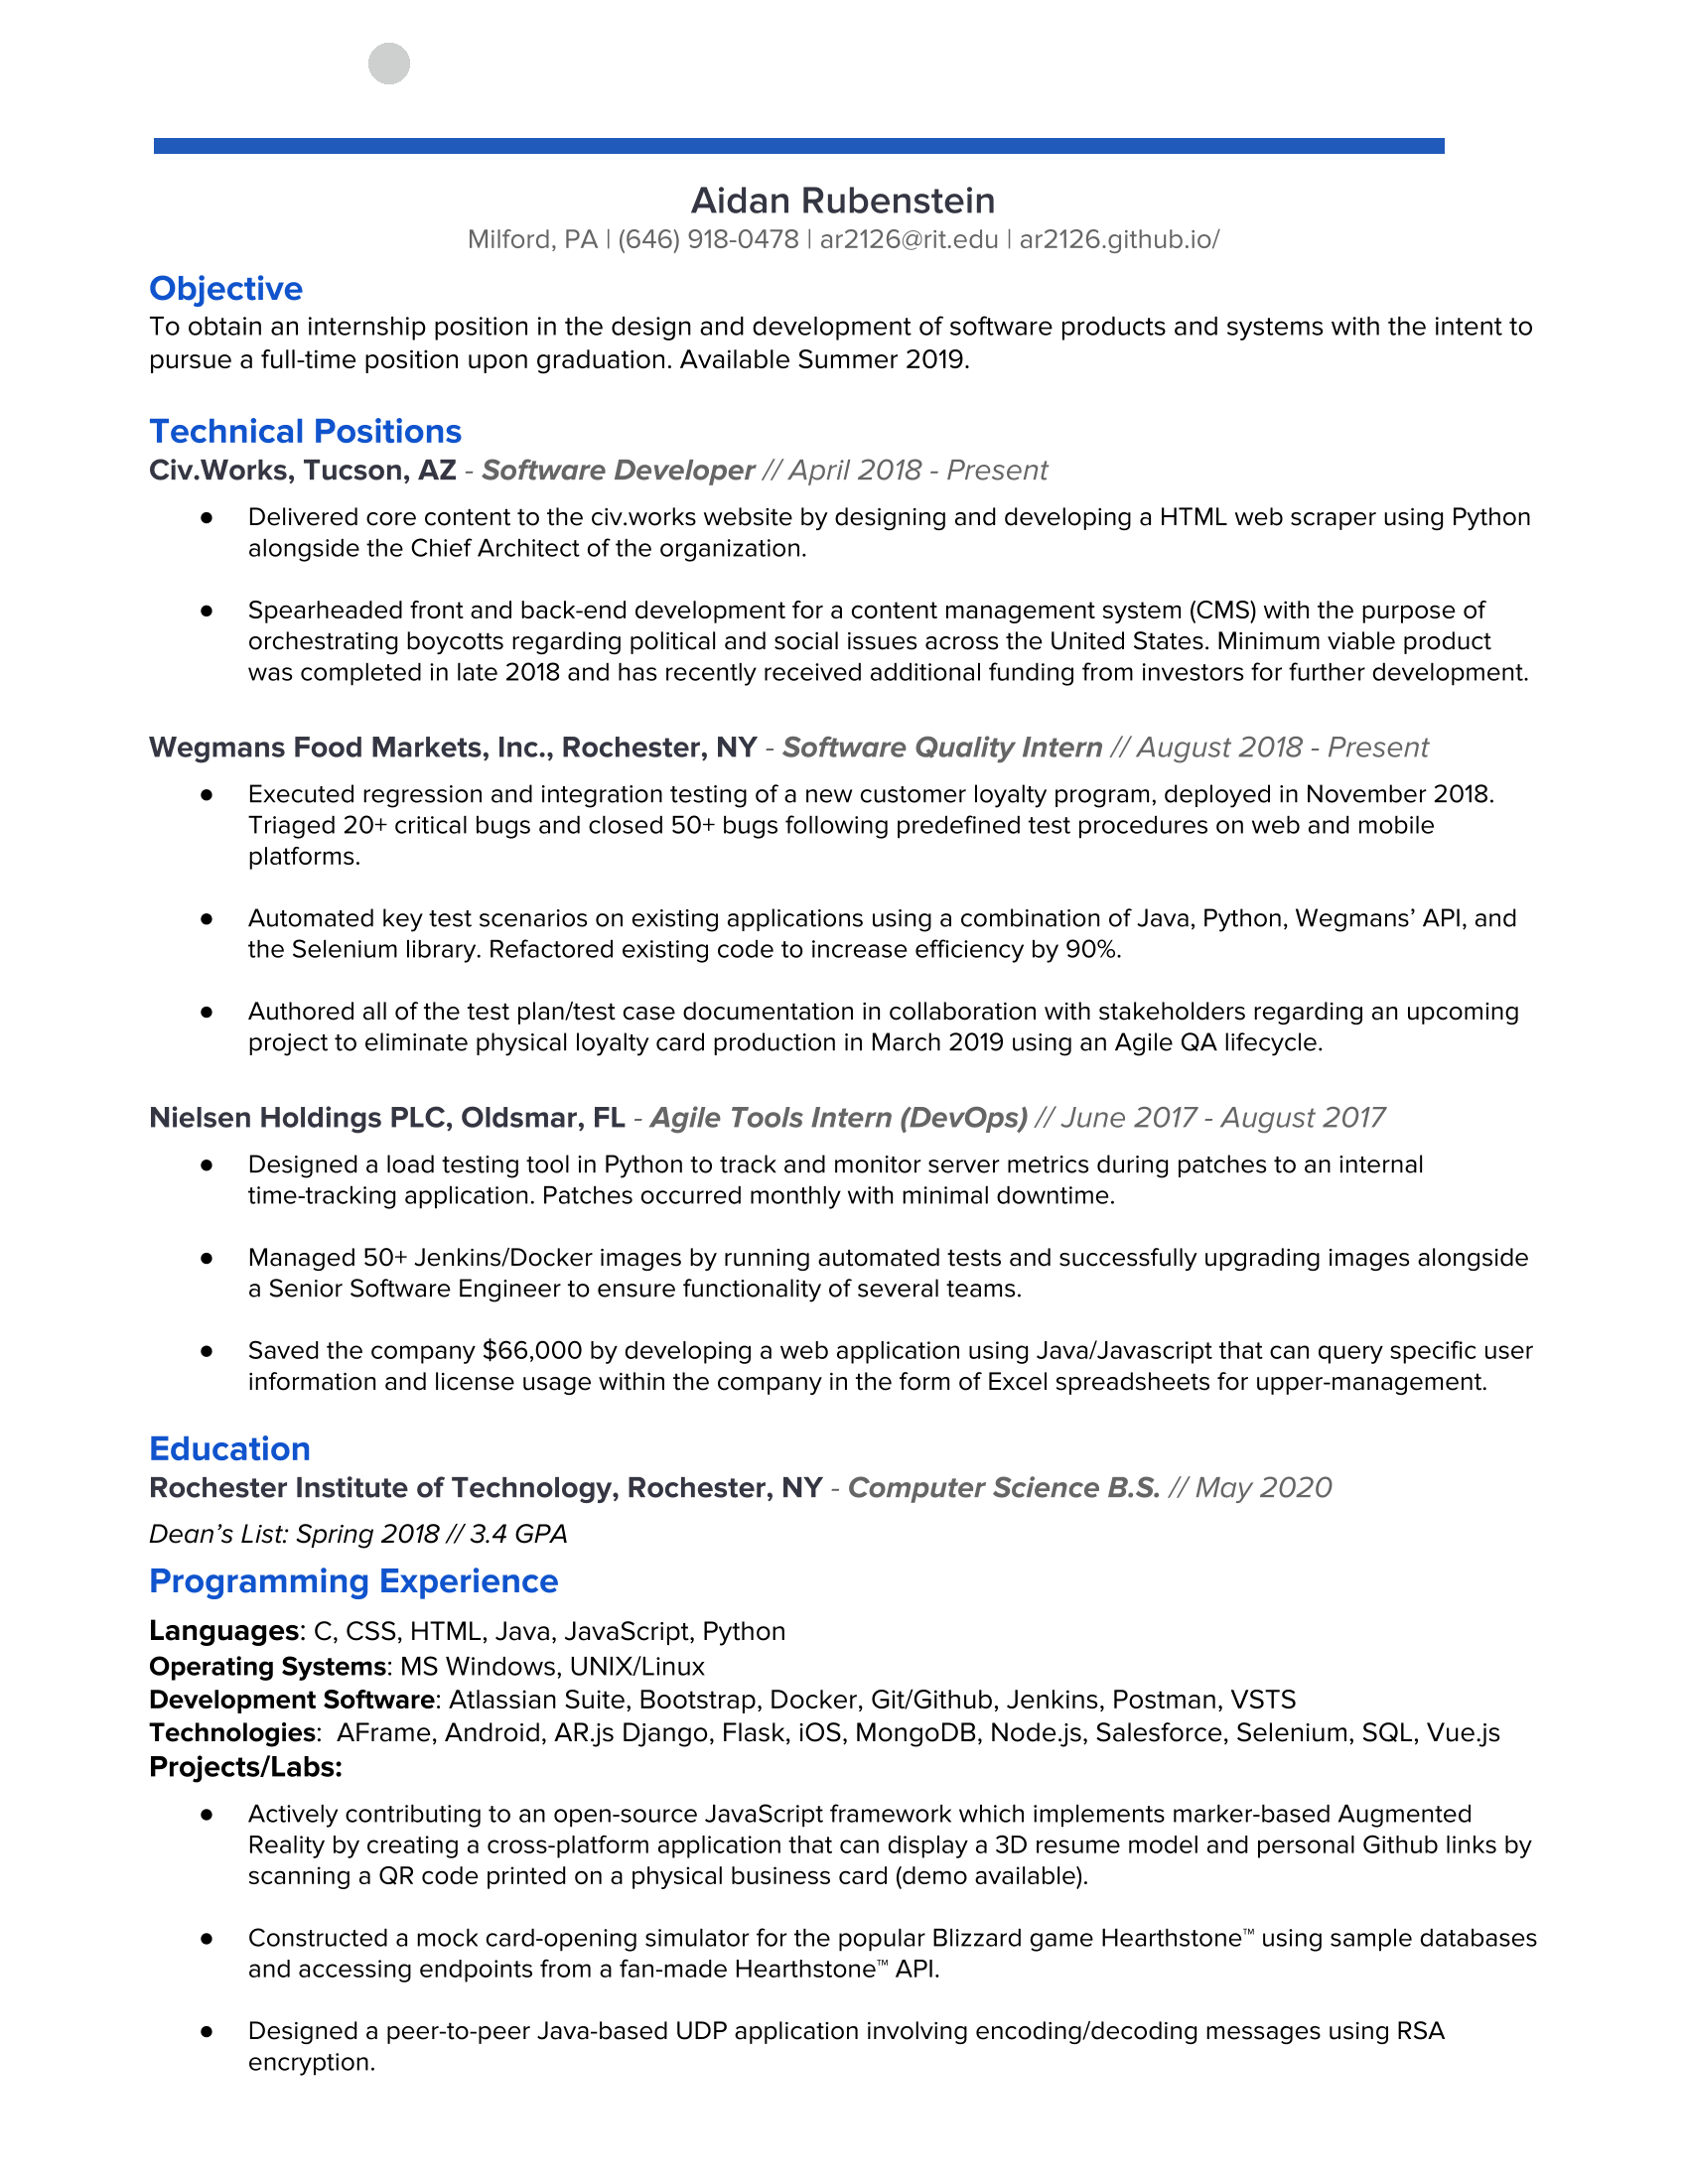 Aidan Rubenstein
Milford, PA | (646) 918-0478 | ar2126@rit.edu | ar2126.github.io/
Objective
To obtain an internship position in the design and development of software products and systems with the intent to
pursue a full-time position upon graduation. Available Summer 2019.
Technical Positions
Civ.Works, Tucson, AZ - Software Developer // April 2018 - Present
● Delivered core content to the civ.works website by designing and developing a HTML web scraper using Python
alongside the Chief Architect of the organization.
● Spearheaded front and back-end development for a content management system (CMS) with the purpose of
orchestrating boycotts regarding political and social issues across the United States. Minimum viable product
was completed in late 2018 and has recently received additional funding from investors for further development.
Wegmans Food Markets, Inc., Rochester, NY - Software Quality Intern // August 2018 - Present
● Executed regression and integration testing of a new customer loyalty program, deployed in November 2018.
Triaged 20+ critical bugs and closed 50+ bugs following predefined test procedures on web and mobile
platforms.
● Automated key test scenarios on existing applications using a combination of Java, Python, Wegmans’ API, and
the Selenium library. Refactored existing code to increase efficiency by 90%.
● Authored all of the test plan/test case documentation in collaboration with stakeholders regarding an upcoming
project to eliminate physical loyalty card production in March 2019 using an Agile QA lifecycle.
Nielsen Holdings PLC, Oldsmar, FL - Agile Tools Intern (DevOps) // June 2017 - August 2017
● Designed a load testing tool in Python to track and monitor server metrics during patches to an internal
time-tracking application. Patches occurred monthly with minimal downtime.
● Managed 50+ Jenkins/Docker images by running automated tests and successfully upgrading images alongside
a Senior Software Engineer to ensure functionality of several teams.
● Saved the company $66,000 by developing a web application using Java/Javascript that can query specific user
information and license usage within the company in the form of Excel spreadsheets for upper-management.
Education
Rochester Institute of Technology, Rochester, NY - Computer Science B.S. // May 2020
Dean’s List: Spring 2018 // 3.4 GPA
Programming Experience
Languages: C, CSS, HTML, Java, JavaScript, Python
Operating Systems: MS Windows, UNIX/Linux
Development Software: Atlassian Suite, Bootstrap, Docker, Git/Github, Jenkins, Postman, VSTS
Technologies: AFrame, Android, AR.js Django, Flask, iOS, MongoDB, Node.js, Salesforce, Selenium, SQL, Vue.js
Projects/Labs:
● Actively contributing to an open-source JavaScript framework which implements marker-based Augmented
Reality by creating a cross-platform application that can display a 3D resume model and personal Github links by
scanning a QR code printed on a physical business card (demo available).
● Constructed a mock card-opening simulator for the popular Blizzard game Hearthstone™ using sample databases
and accessing endpoints from a fan-made Hearthstone™ API.
● Designed a peer-to-peer Java-based UDP application involving encoding/decoding messages using RSA
encryption.